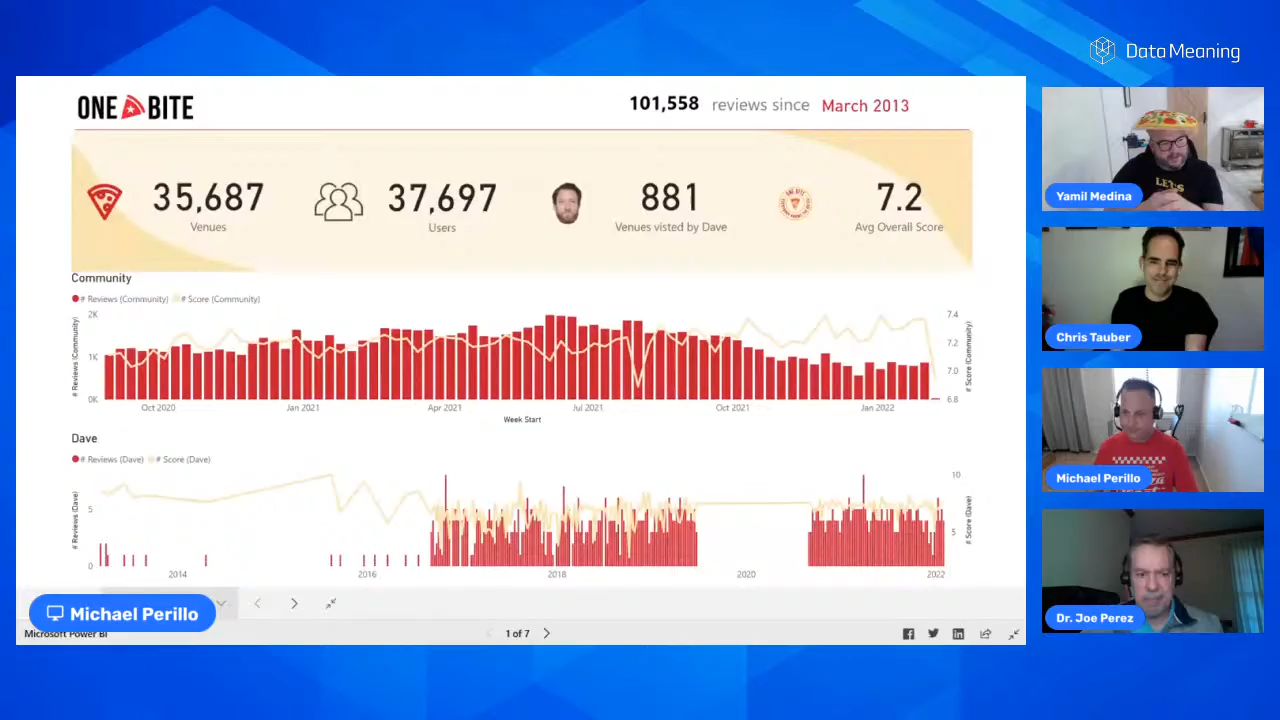 Data Meaning
ONE BITE
101,558 reviews since March 2013
35,687
Venues
37,697
Users
881
Venues visted by Dave
ONE BITE
7.2
Avg Overall Score
Community
# Reviews (Community) # Score (Community)
# Reviews (Community)
2K
1K
0K
7.4
7.2
7.0
6.8
# Score (Community)
Oct 2020 Jan 2021 Apr 2021 Jul 2021 Oct 2021 Jan 2022
Week Start
Dave
# Reviews (Dave) # Score (Dave)
# Reviews (Dave)
5
0
10
5
# Score (Dave)
2014 2016 2018 2020 2022
Michael Perillo
Microsoft Power BI
1 of 7
Yamil Medina
Chris Tauber
Michael Perillo
Dr. Joe Perez